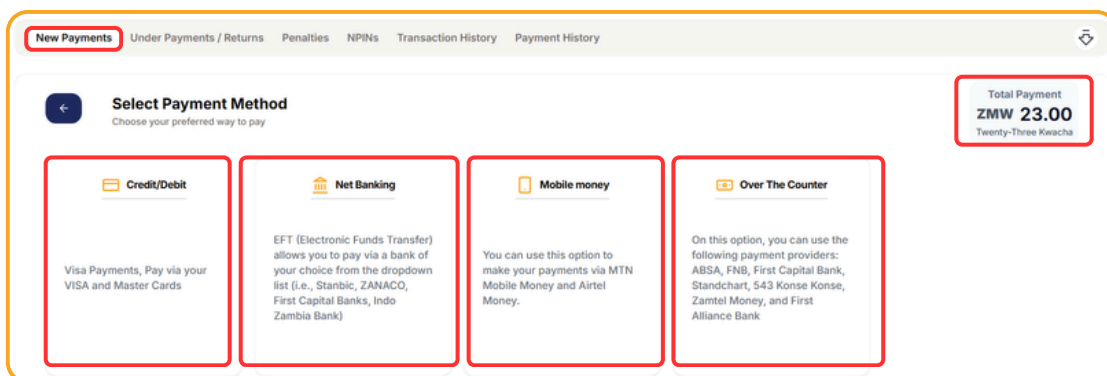 New Payments Under Payments / Returns Penalties NPINs Transaction History Payment History
Select Payment Method
Choose your preferred way to pay
Total Payment
ZMW 23.00
Twenty-Three Kwacha
Credit/Debit
Visa Payments, Pay via your
VISA and Master Cards
Net Banking
EFT (Electronic Funds Transfer)
allows you to pay via a bank of
your choice from the dropdown
list (i.e., Stanbic, ZANACO,
First Capital Banks, Indo
Zambia Bank)
Mobile money
You can use this option to
make your payments via MTN
Mobile Money and Airtel
Money.
Over The Counter
On this option, you can use the
following payment providers:
ABSA, FNB, First Capital Bank,
Standchart, 543 Konse Konse,
Zamtel Money, and First
Alliance Bank